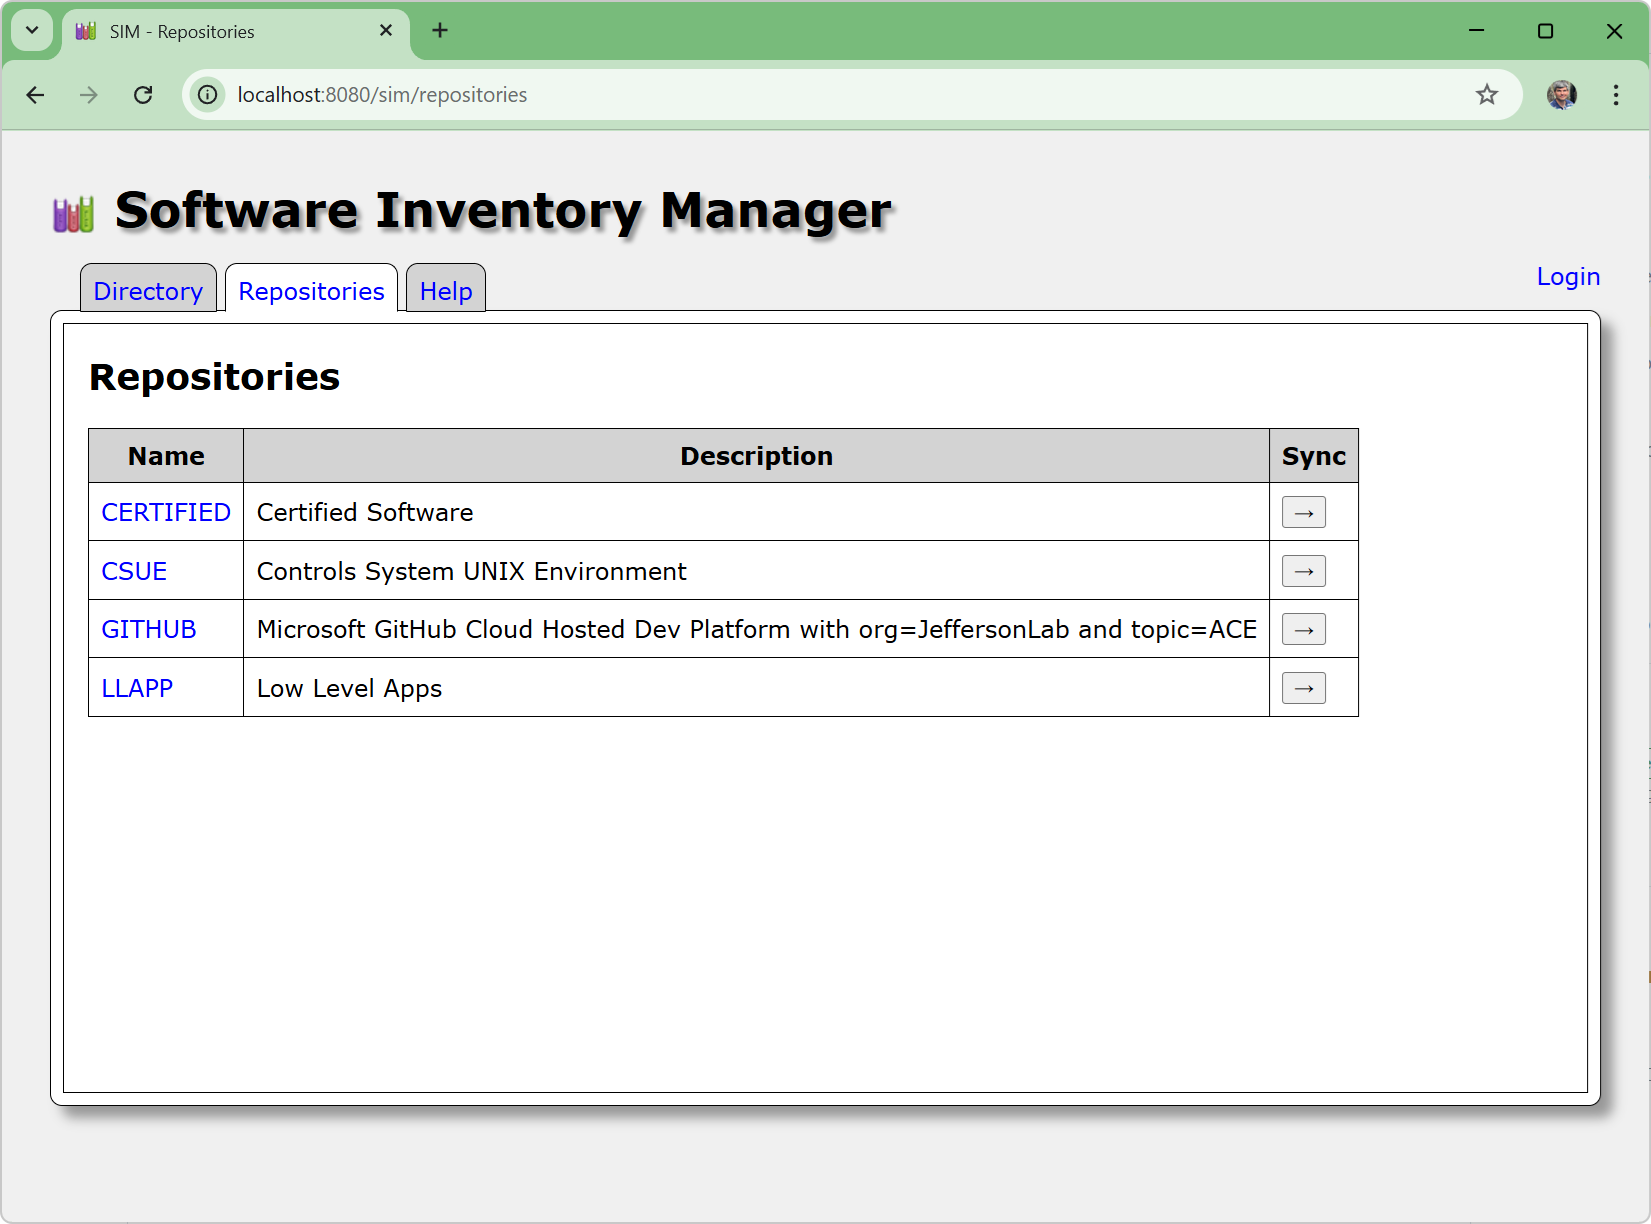 SIM - Repositories
localhost:8080/sim/repositories
Software Inventory Manager
Directory Repositories Help Login
Repositories
Name Description Sync
CERTIFIED Certified Software →
CSUE Controls System UNIX Environment →
GITHUB Microsoft GitHub Cloud Hosted Dev Platform with org=JeffersonLab and topic=ACE →
LLAPP Low Level Apps →